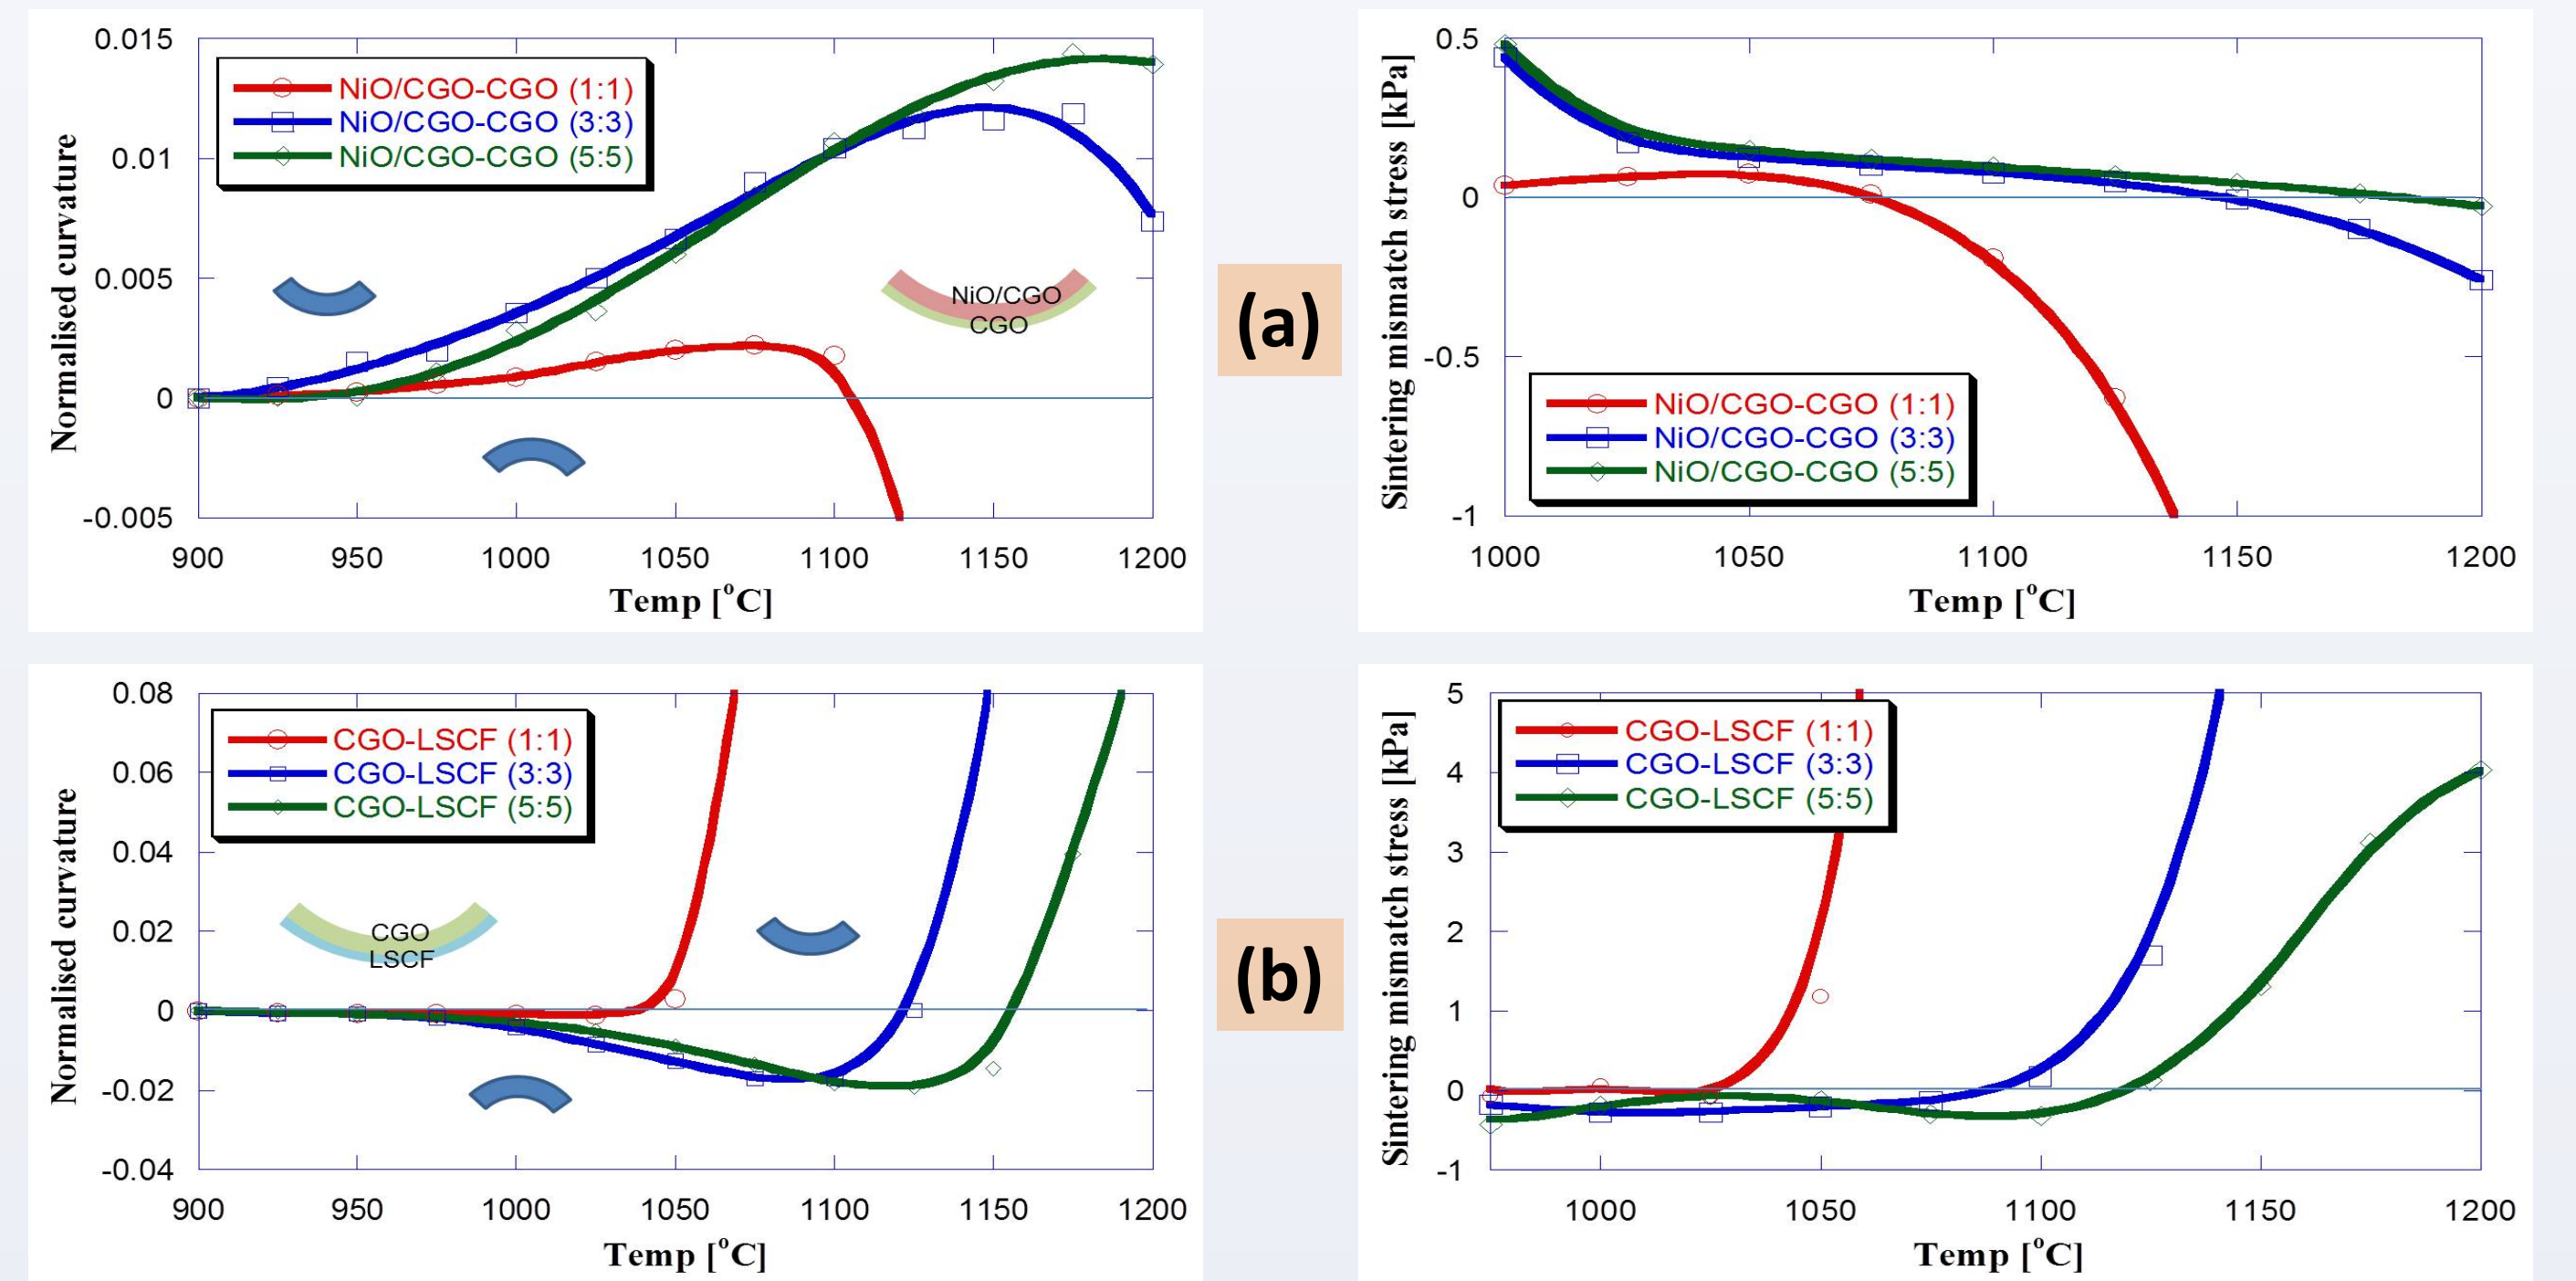 0.015
0.01
0.005
0
-0.005
Normalised curvature
NiO/CGO-CGO (1:1)
NiO/CGO-CGO (3:3)
NiO/CGO-CGO (5:5)
NiO/CGO
CGO
900 950 1000 1050 1100 1150 1200
Temp [°C]
(a)
0.5
0
-0.5
-1
Sintering mismatch stress [kPa]
NiO/CGO-CGO (1:1)
NiO/CGO-CGO (3:3)
NiO/CGO-CGO (5:5)
1000 1050 1100 1150 1200
Temp [°C]
0.08
0.06
0.04
0.02
0
-0.02
-0.04
Normalised curvature
CGO-LSCF (1:1)
CGO-LSCF (3:3)
CGO-LSCF (5:5)
CGO
LSCF
900 950 1000 1050 1100 1150 1200
Temp [°C]
(b)
5
4
3
2
1
0
-1
Sintering mismatch stress [kPa]
CGO-LSCF (1:1)
CGO-LSCF (3:3)
CGO-LSCF (5:5)
1000 1050 1100 1150 1200
Temp [°C]